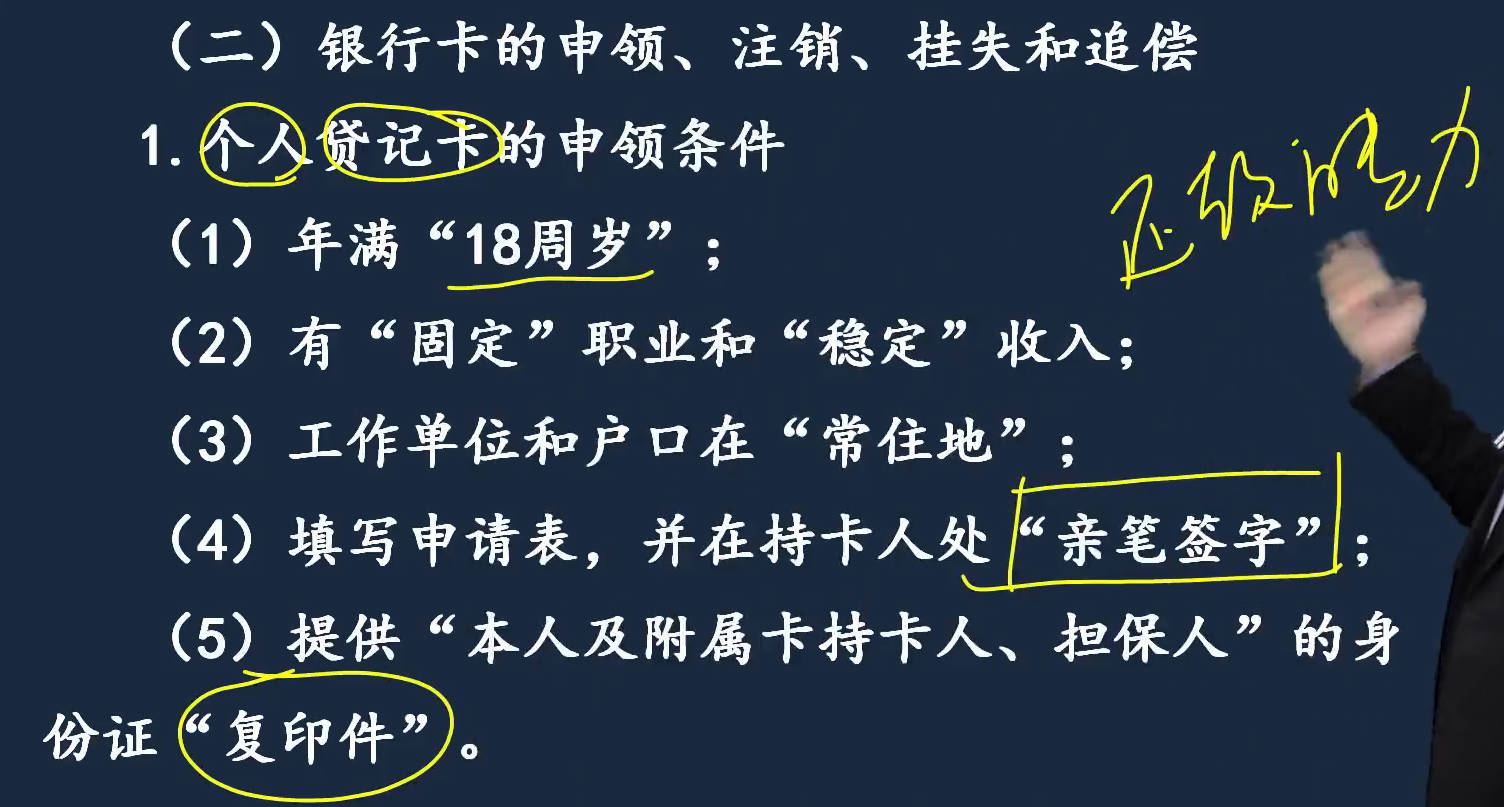 （二）银行卡的申领、注销、挂失和追偿
1.个人贷记卡的申领条件
（1）年满“18周岁”；
（2）有“固定”职业和“稳定”收入；
（3）工作单位和户口在“常住地”；
（4）填写申请表，并在持卡人处“亲笔签字”；
（5）提供“本人及附属卡持卡人、担保人”的身
份证“复印件”。